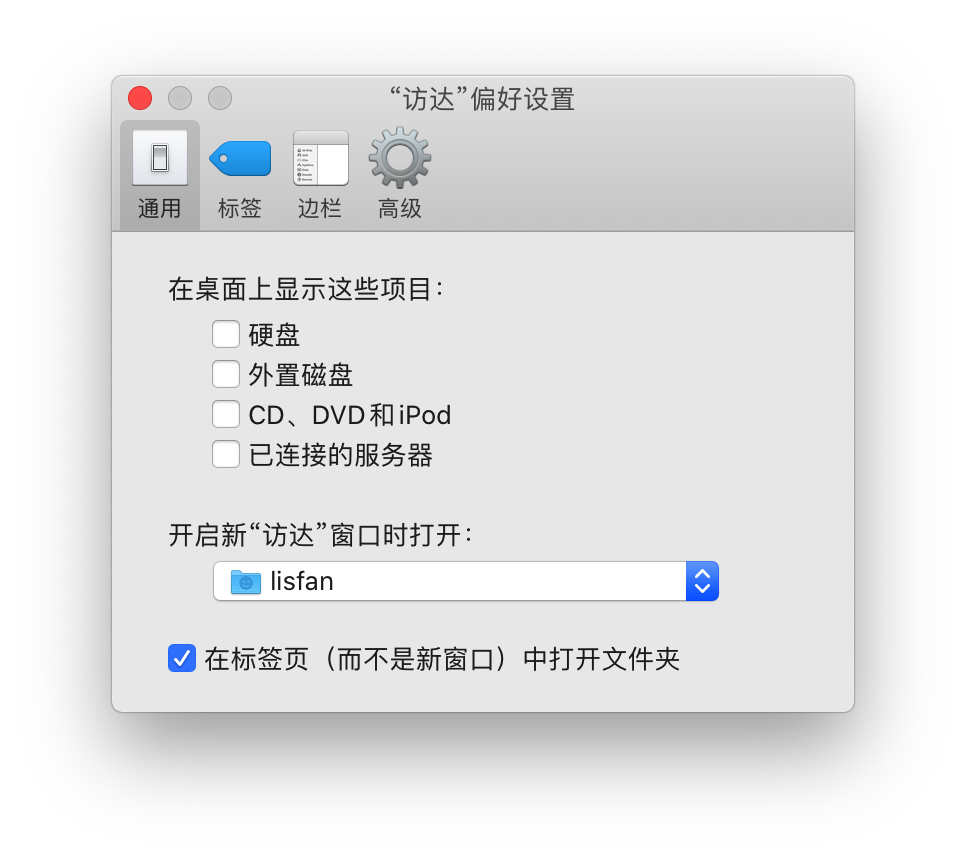 “访达”偏好设置
通用
标签
边栏
高级
在桌面上显示这些项目：
硬盘
外置磁盘
CD、DVD和iPod
已连接的服务器
开启新“访达”窗口时打开：
lisfan
在标签页（而不是新窗口）中打开文件夹